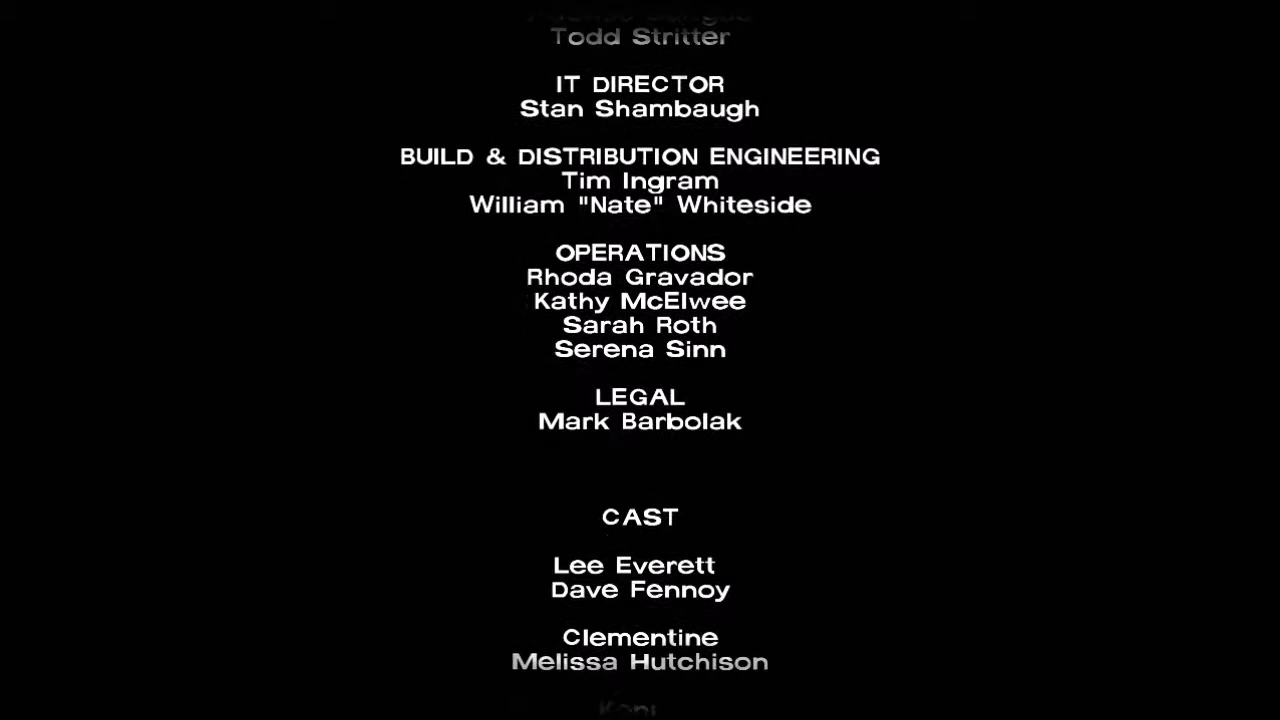 Todd Stritter
IT DIRECTOR
Stan Shambaugh
BUILD & DISTRIBUTION ENGINEERING
Tim Ingram
William "Nate" Whiteside
OPERATIONS
Rhoda Gravador
Kathy McElwee
Sarah Roth
Serena Sinn
LEGAL
Mark Barbolak
CAST
Lee Everett
Dave Fennoy
Clementine
Melissa Hutchison